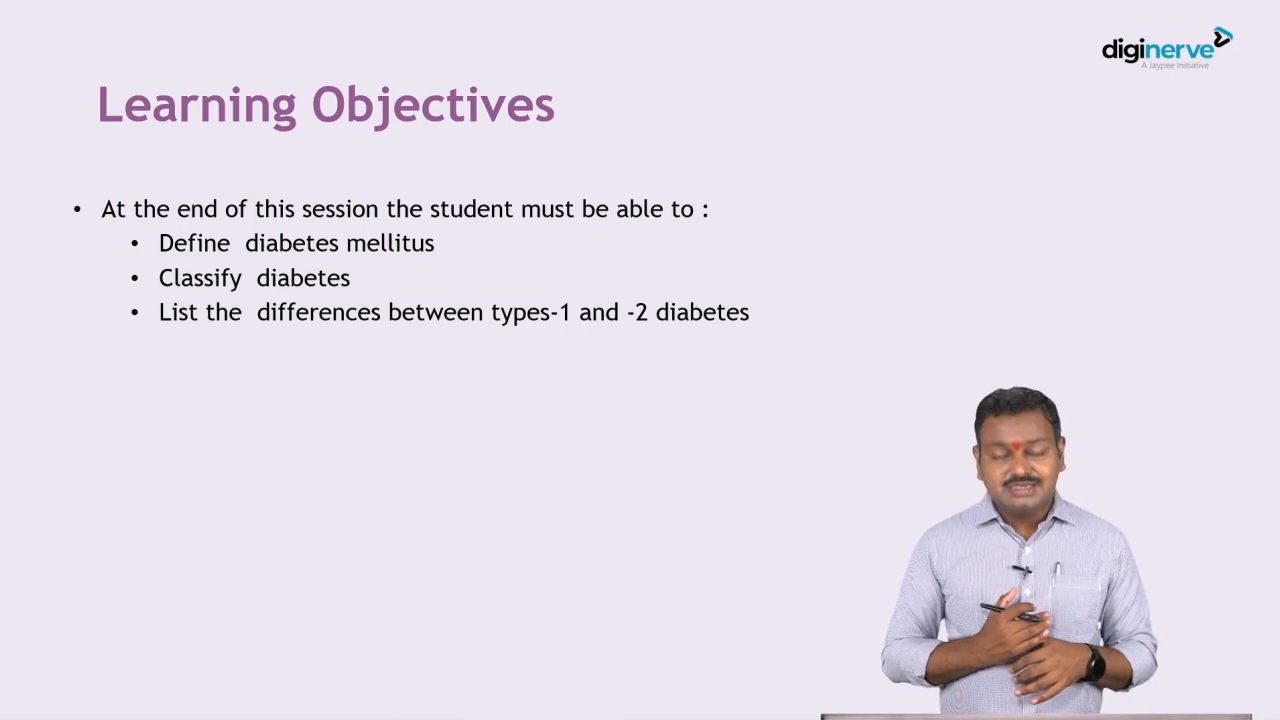 diginerve
A Jaypee Initiative
Learning Objectives
• At the end of this session the student must be able to :
• Define  diabetes mellitus
• Classify  diabetes
• List the  differences between types-1 and -2 diabetes